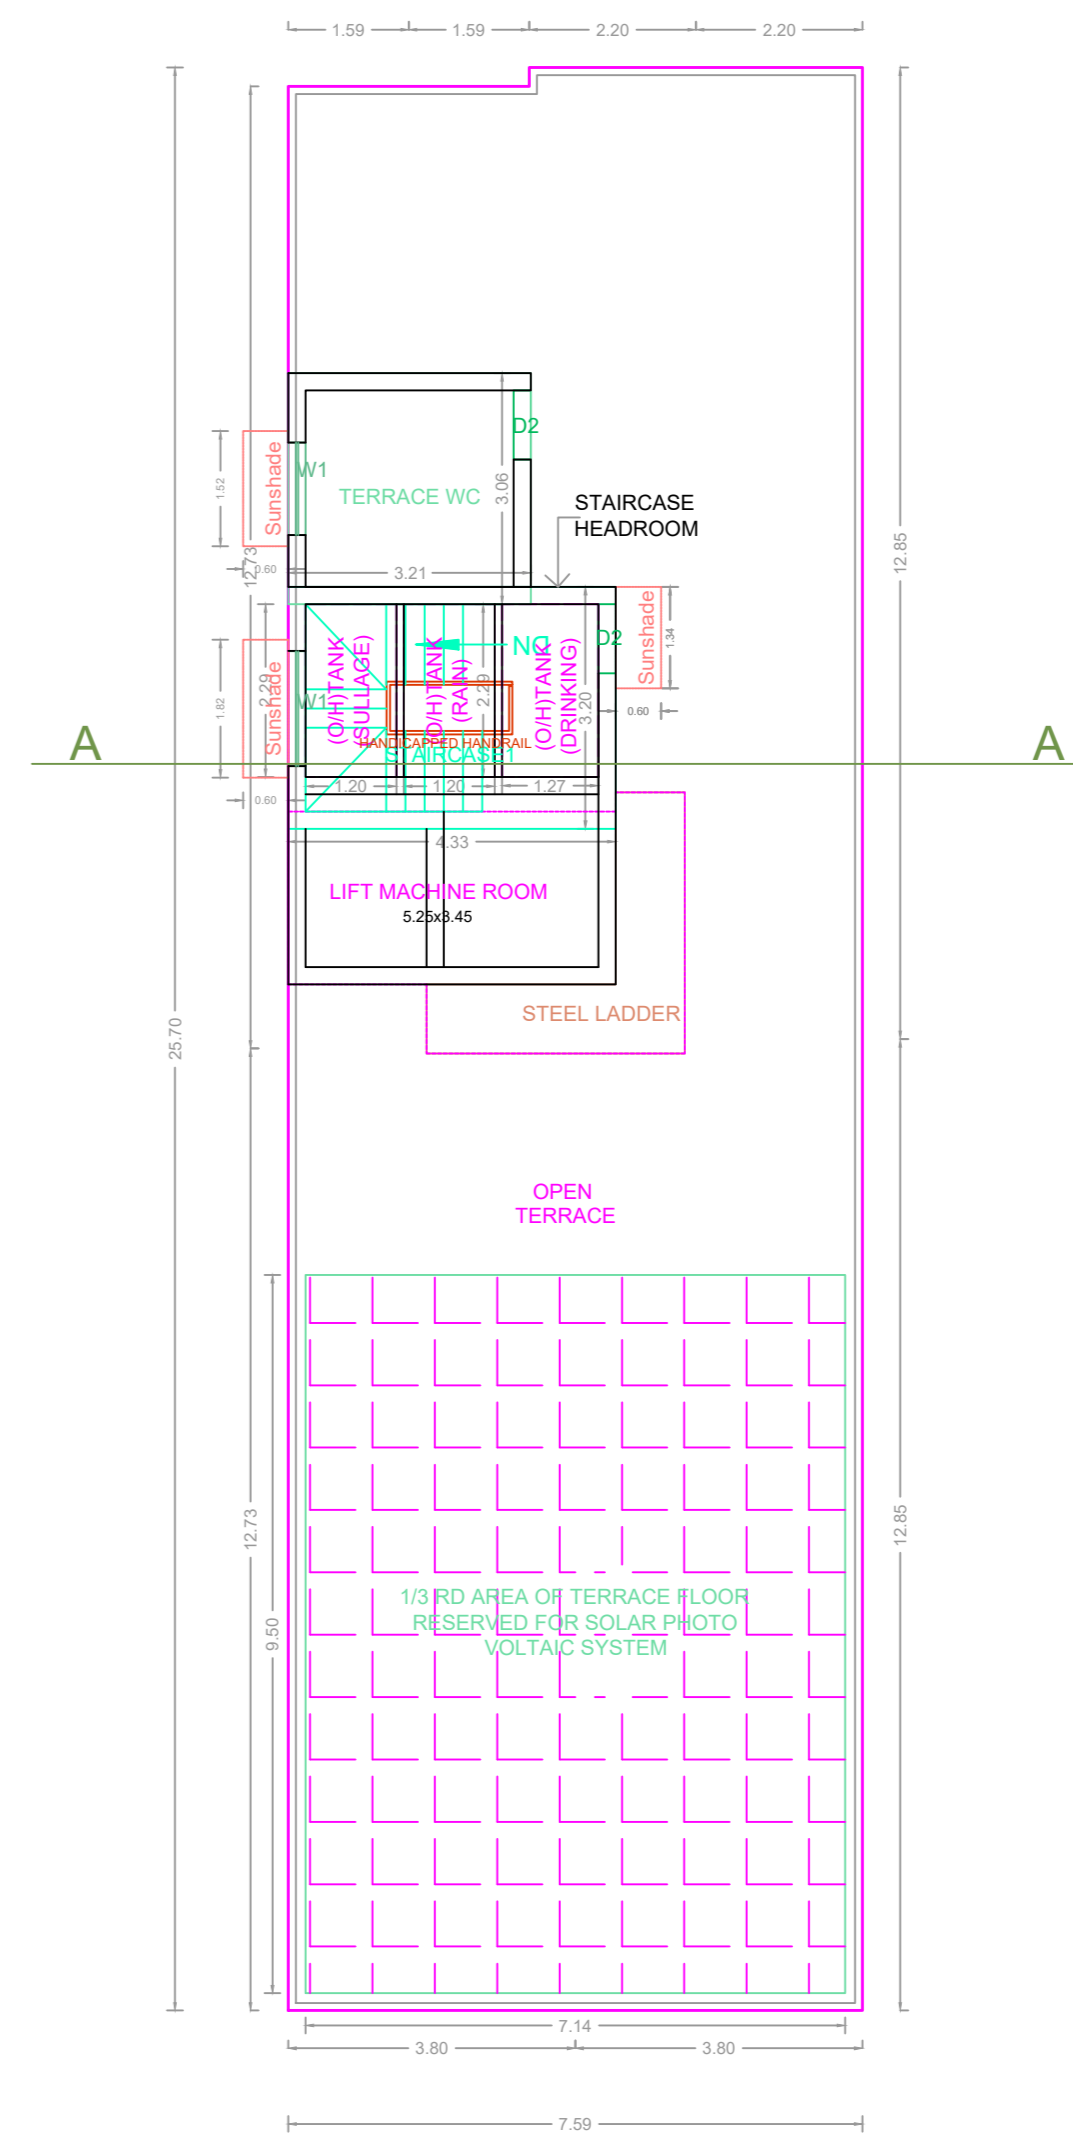 1.59
1.59
2.20
2.20
D2
W1
Sunshade
1.52
TERRACE WC
3.06
STAIRCASE
HEADROOM
12.73
12.85
0.60
3.21
Sunshade
1.34
D2
DN
(O/H)TANK
(SULLAGE)
(O/H)TANK
(RAIN)
(O/H)TANK
(DRINKING)
2.29
2.29
3.20
Sunshade
1.82
W1
0.60
HANDICAPPED HANDRAIL
STAIRCASE1
A
A
1.20
1.20
1.27
0.60
4.33
LIFT MACHINE ROOM
5.25x3.45
STEEL LADDER
25.70
OPEN
TERRACE
12.73
12.85
9.50
1/3 RD AREA OF TERRACE FLOOR
RESERVED FOR SOLAR PHOTO
VOLTAIC SYSTEM
7.14
3.80
3.80
7.59